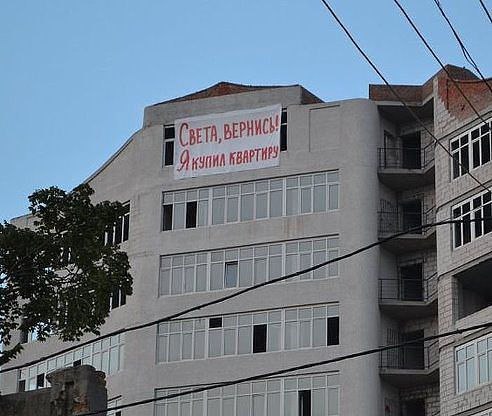 Света, вернись!
Я купил квартиру